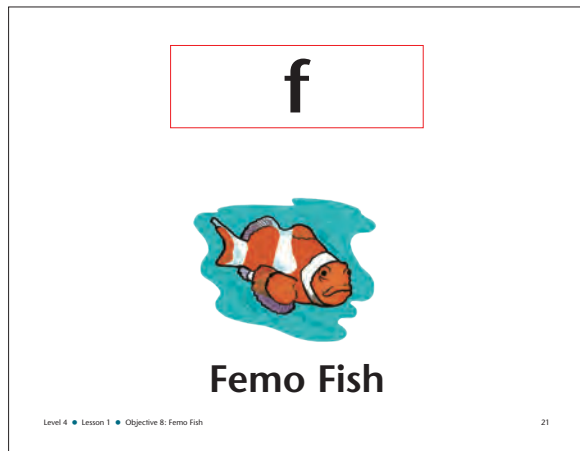 f
Femo Fish
Level 4 ● Lesson 1 ● Objective 8: Femo Fish 21